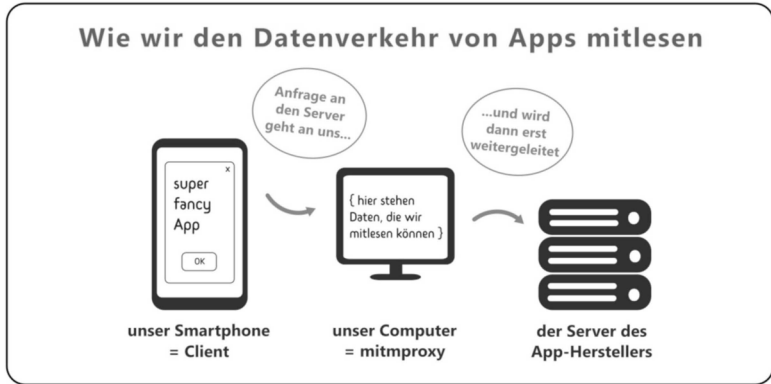 Wie wir den Datenverkehr von Apps mitlesen
Anfrage an
den Server
geht an uns...
...und wird
dann erst
weitergeleitet
x
super
fancy
App
OK
{ hier stehen
Daten, die wir
mitlesen können }
unser Smartphone
= Client
unser Computer
= mitmproxy
der Server des
App-Herstellers